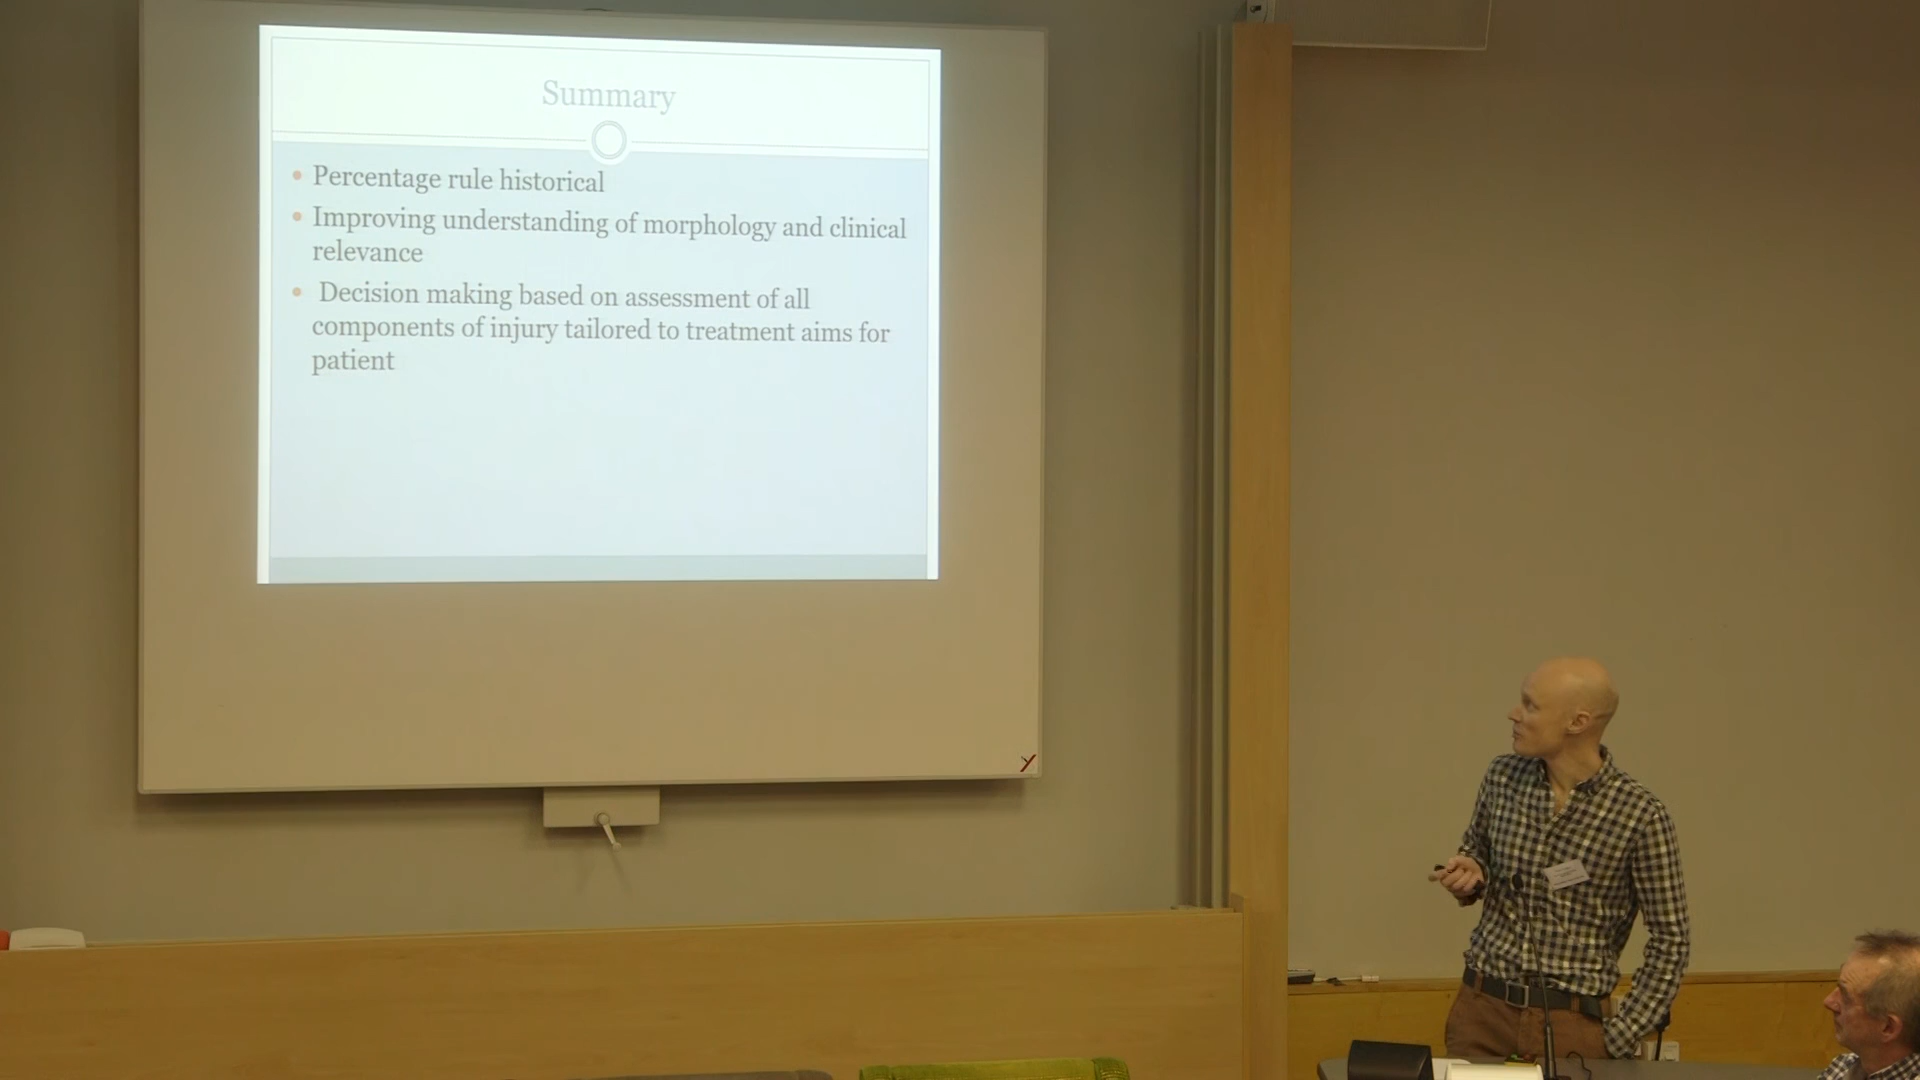 Summary
Percentage rule historical
Improving understanding of morphology and clinical
relevance
Decision making based on assessment of all
components of injury tailored to treatment aims for
patient